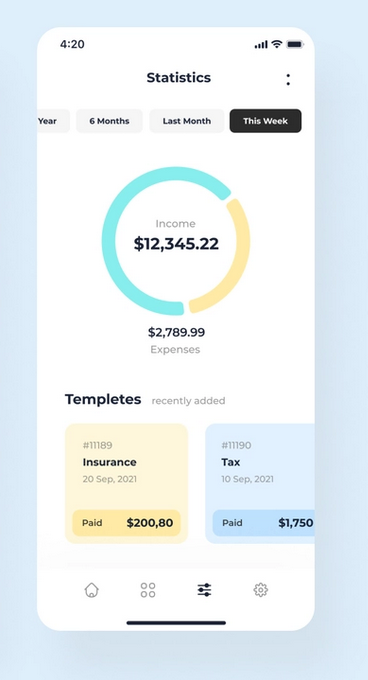 4:20
Statistics
Year 6 Months Last Month This Week
Income
$12,345.22
$2,789.99
Expenses
Templetes recently added
#11189
Insurance
20 Sep, 2021
Paid $200,80
#11190
Tax
10 Sep, 2021
Paid $1,750